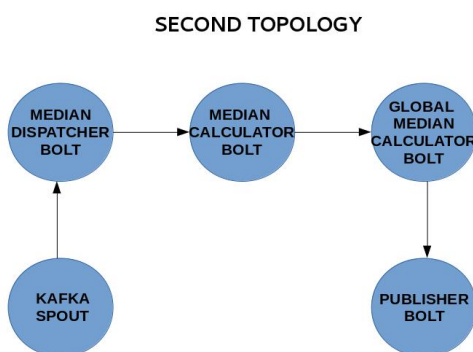 SECOND TOPOLOGY
MEDIAN
DISPATCHER
BOLT
MEDIAN
CALCULATOR
BOLT
GLOBAL
MEDIAN
CALCULATOR
BOLT
KAFKA
SPOUT
PUBLISHER
BOLT